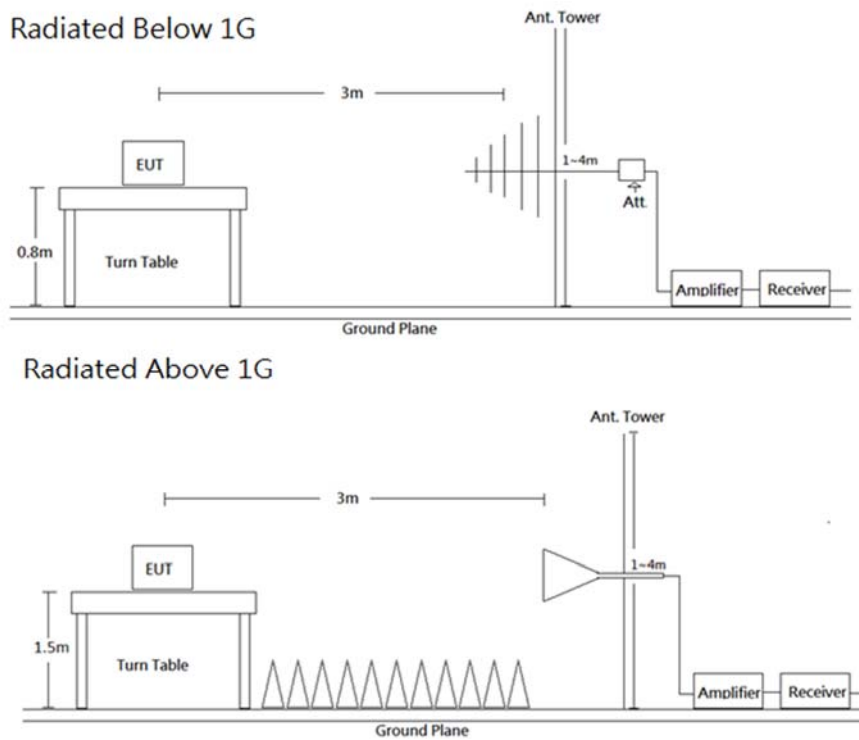 Radiated Below 1G
Ant. Tower
3m
EUT
1~4m
Att.
0.8m
Turn Table
Amplifier
Receiver
Ground Plane
Radiated Above 1G
Ant. Tower
3m
EUT
1~4m
1.5m
Turn Table
Amplifier
Receiver
Ground Plane